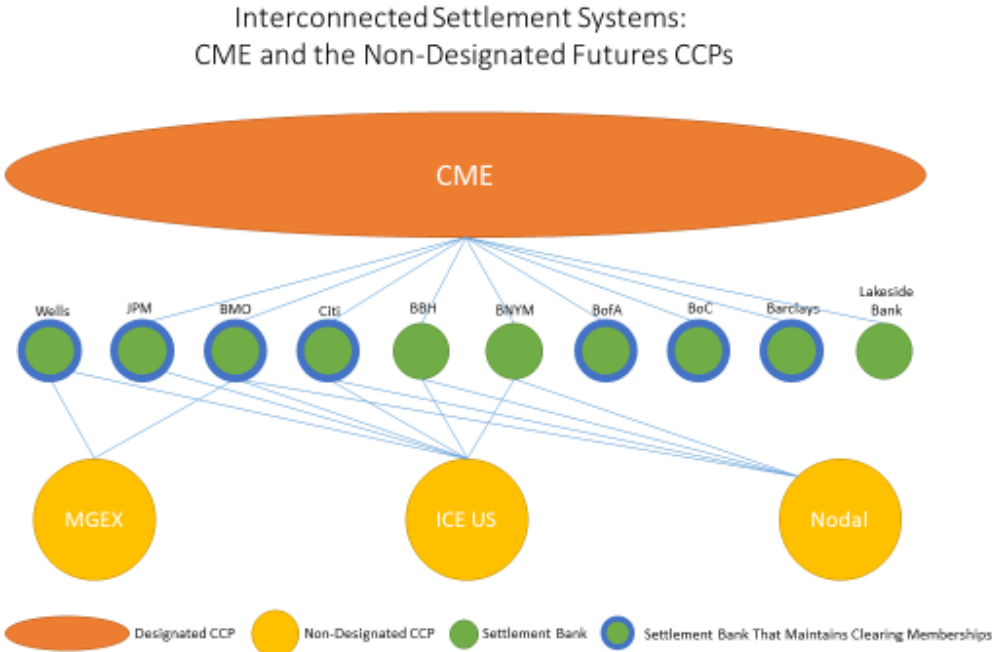 Interconnected Settlement Systems:
CME and the Non-Designated Futures CCPs
CME
Wells
JPM
BMO
Citi
BBH
BNYM
BofA
BoC
Barclays
Lakeside
Bank
MGEX
ICE US
Nodal
Designated CCP
Non-Designated CCP
Settlement Bank
Settlement Bank That Maintains Clearing Memberships